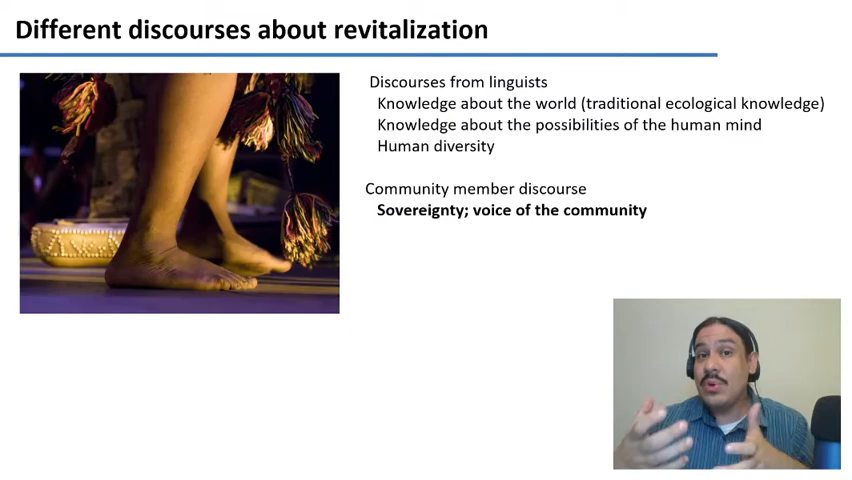 Different discourses about revitalization
Discourses from linguists
Knowledge about the world (traditional ecological knowledge)
Knowledge about the possibilities of the human mind
Human diversity
Community member discourse
Sovereignty; voice of the community